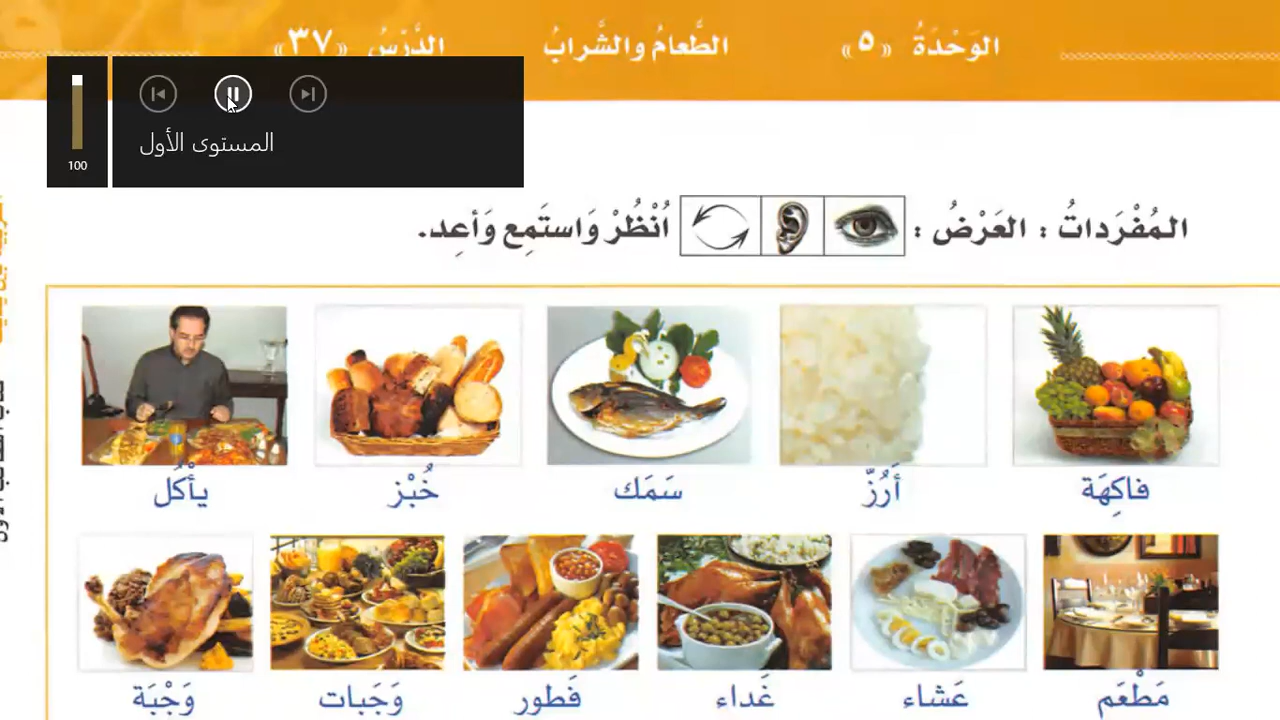 الوَحْدَةُ «٥» الطَّعامُ والشَّرابُ الدَّرْسُ «٣٧»
100
المستوى الأول
المُفْرَداتُ : العَرْضُ : اُنْظُرْ وَاستَمِع وَأعِد.
فاكِهَة أَرُزّ سَمَك خُبْز يأْكُل
مَطْعَم عَشاء غَداء فَطور وَجَبات وَجْبَة